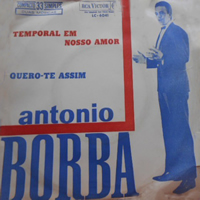 RCA VICTOR
TEMPORAL EM
NOSSO AMOR
QUERO-TE ASSIM
antonio
BORBA